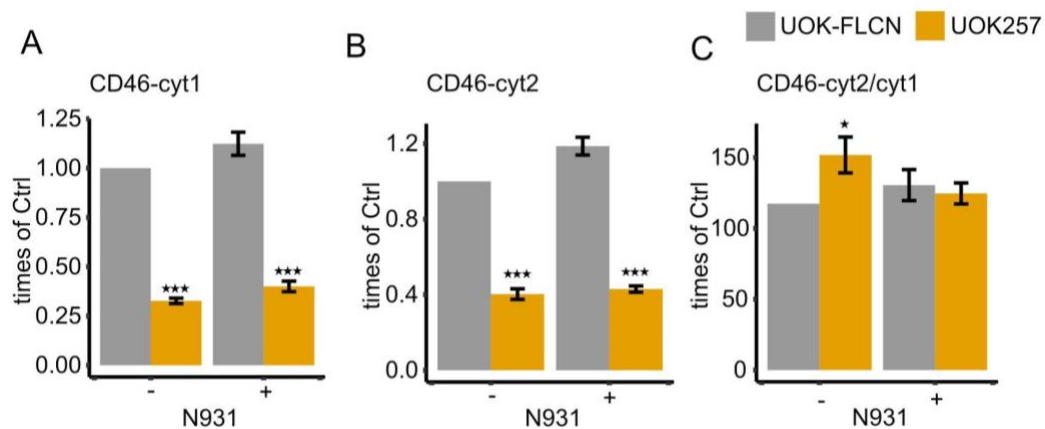 UOK-FLCN UOK257
A
CD46-cyt1
times of Ctrl
1.25
1.00
0.75
0.50
0.25
0.00
★★★
★★★
- +
N931
B
CD46-cyt2
times of Ctrl
1.2
0.8
0.4
0.0
★★★
★★★
- +
N931
C
CD46-cyt2/cyt1
times of Ctrl
150
100
50
0
★
- +
N931